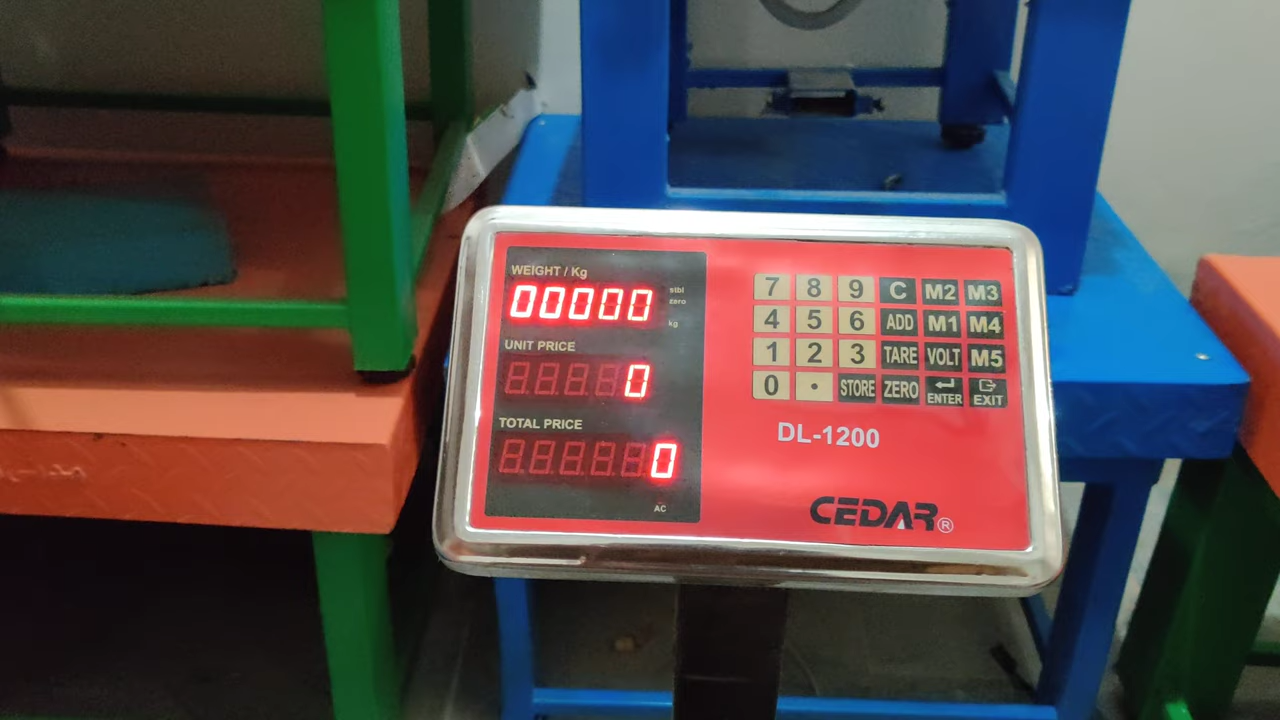 WEIGHT / Kg
00000
stbl
zero
kg
UNIT PRICE
0
TOTAL PRICE
0
AC
7 8 9 C M2 M3
4 5 6 ADD M1 M4
1 2 3 TARE VOLT M5
0 . STORE ZERO ENTER EXIT
DL-1200
CEDAR®